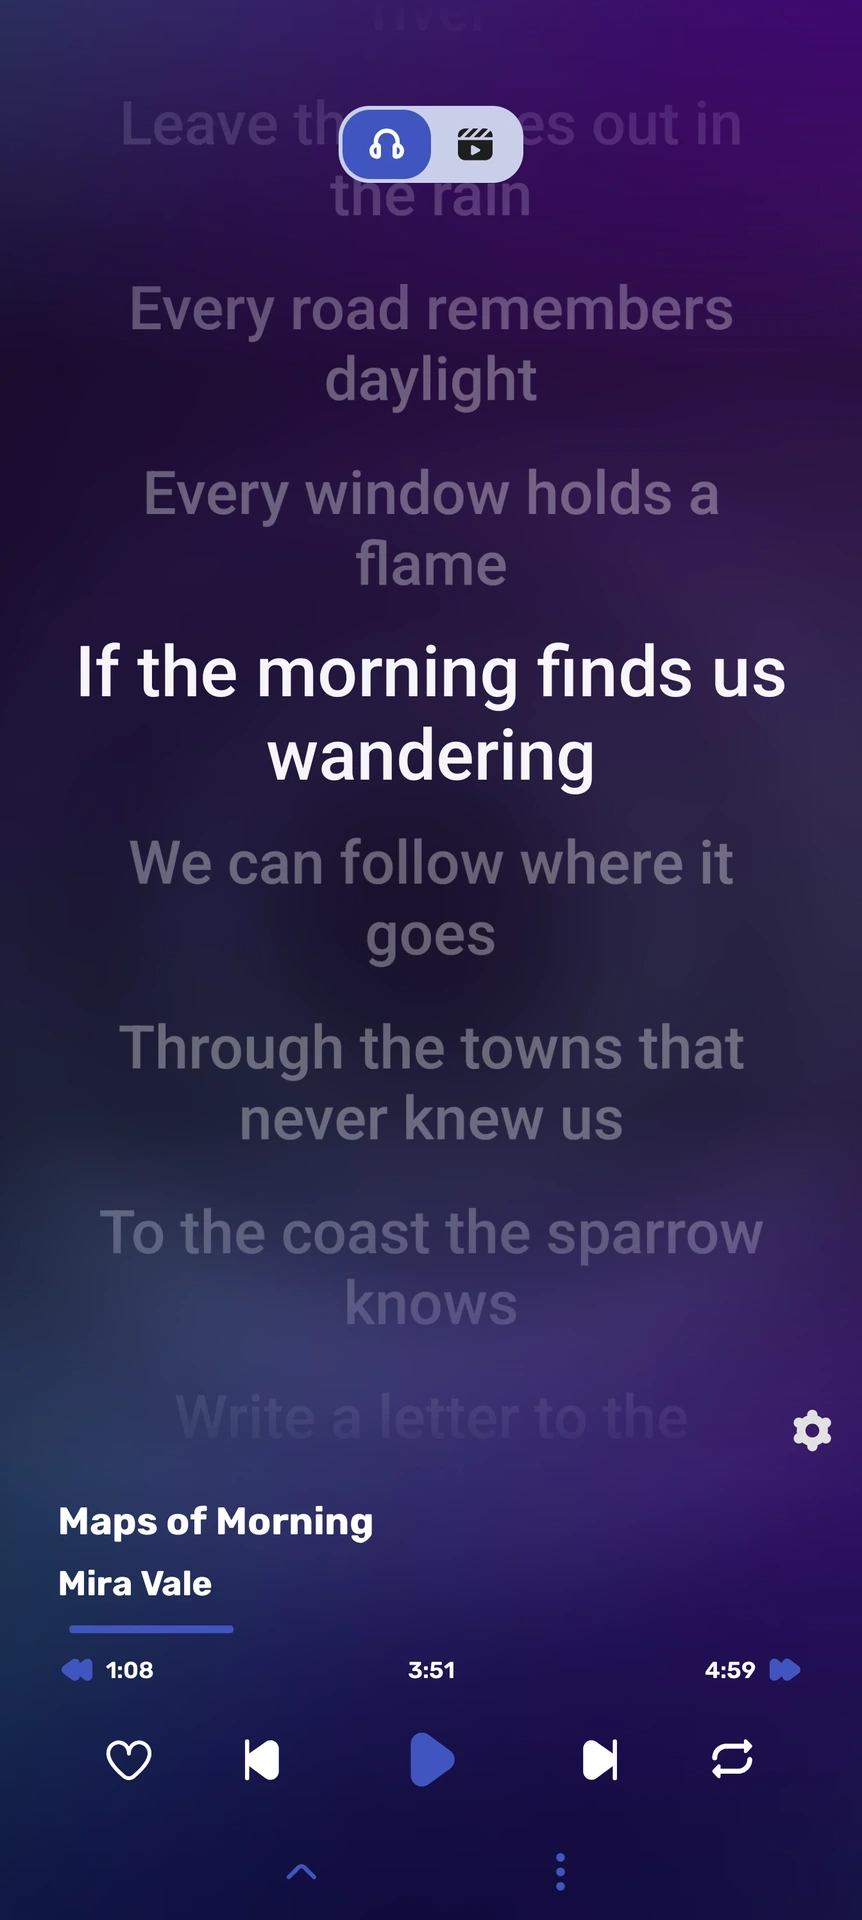 river
Leave the
es out in
the rain
Every road remembers
daylight
Every window holds a
flame
If the morning finds us
wandering
We can follow where it
goes
Through the towns that
never knew us
To the coast the sparrow
knows
Write a letter to the
Maps of Morning
Mira Vale
1:08 3:51 4:59